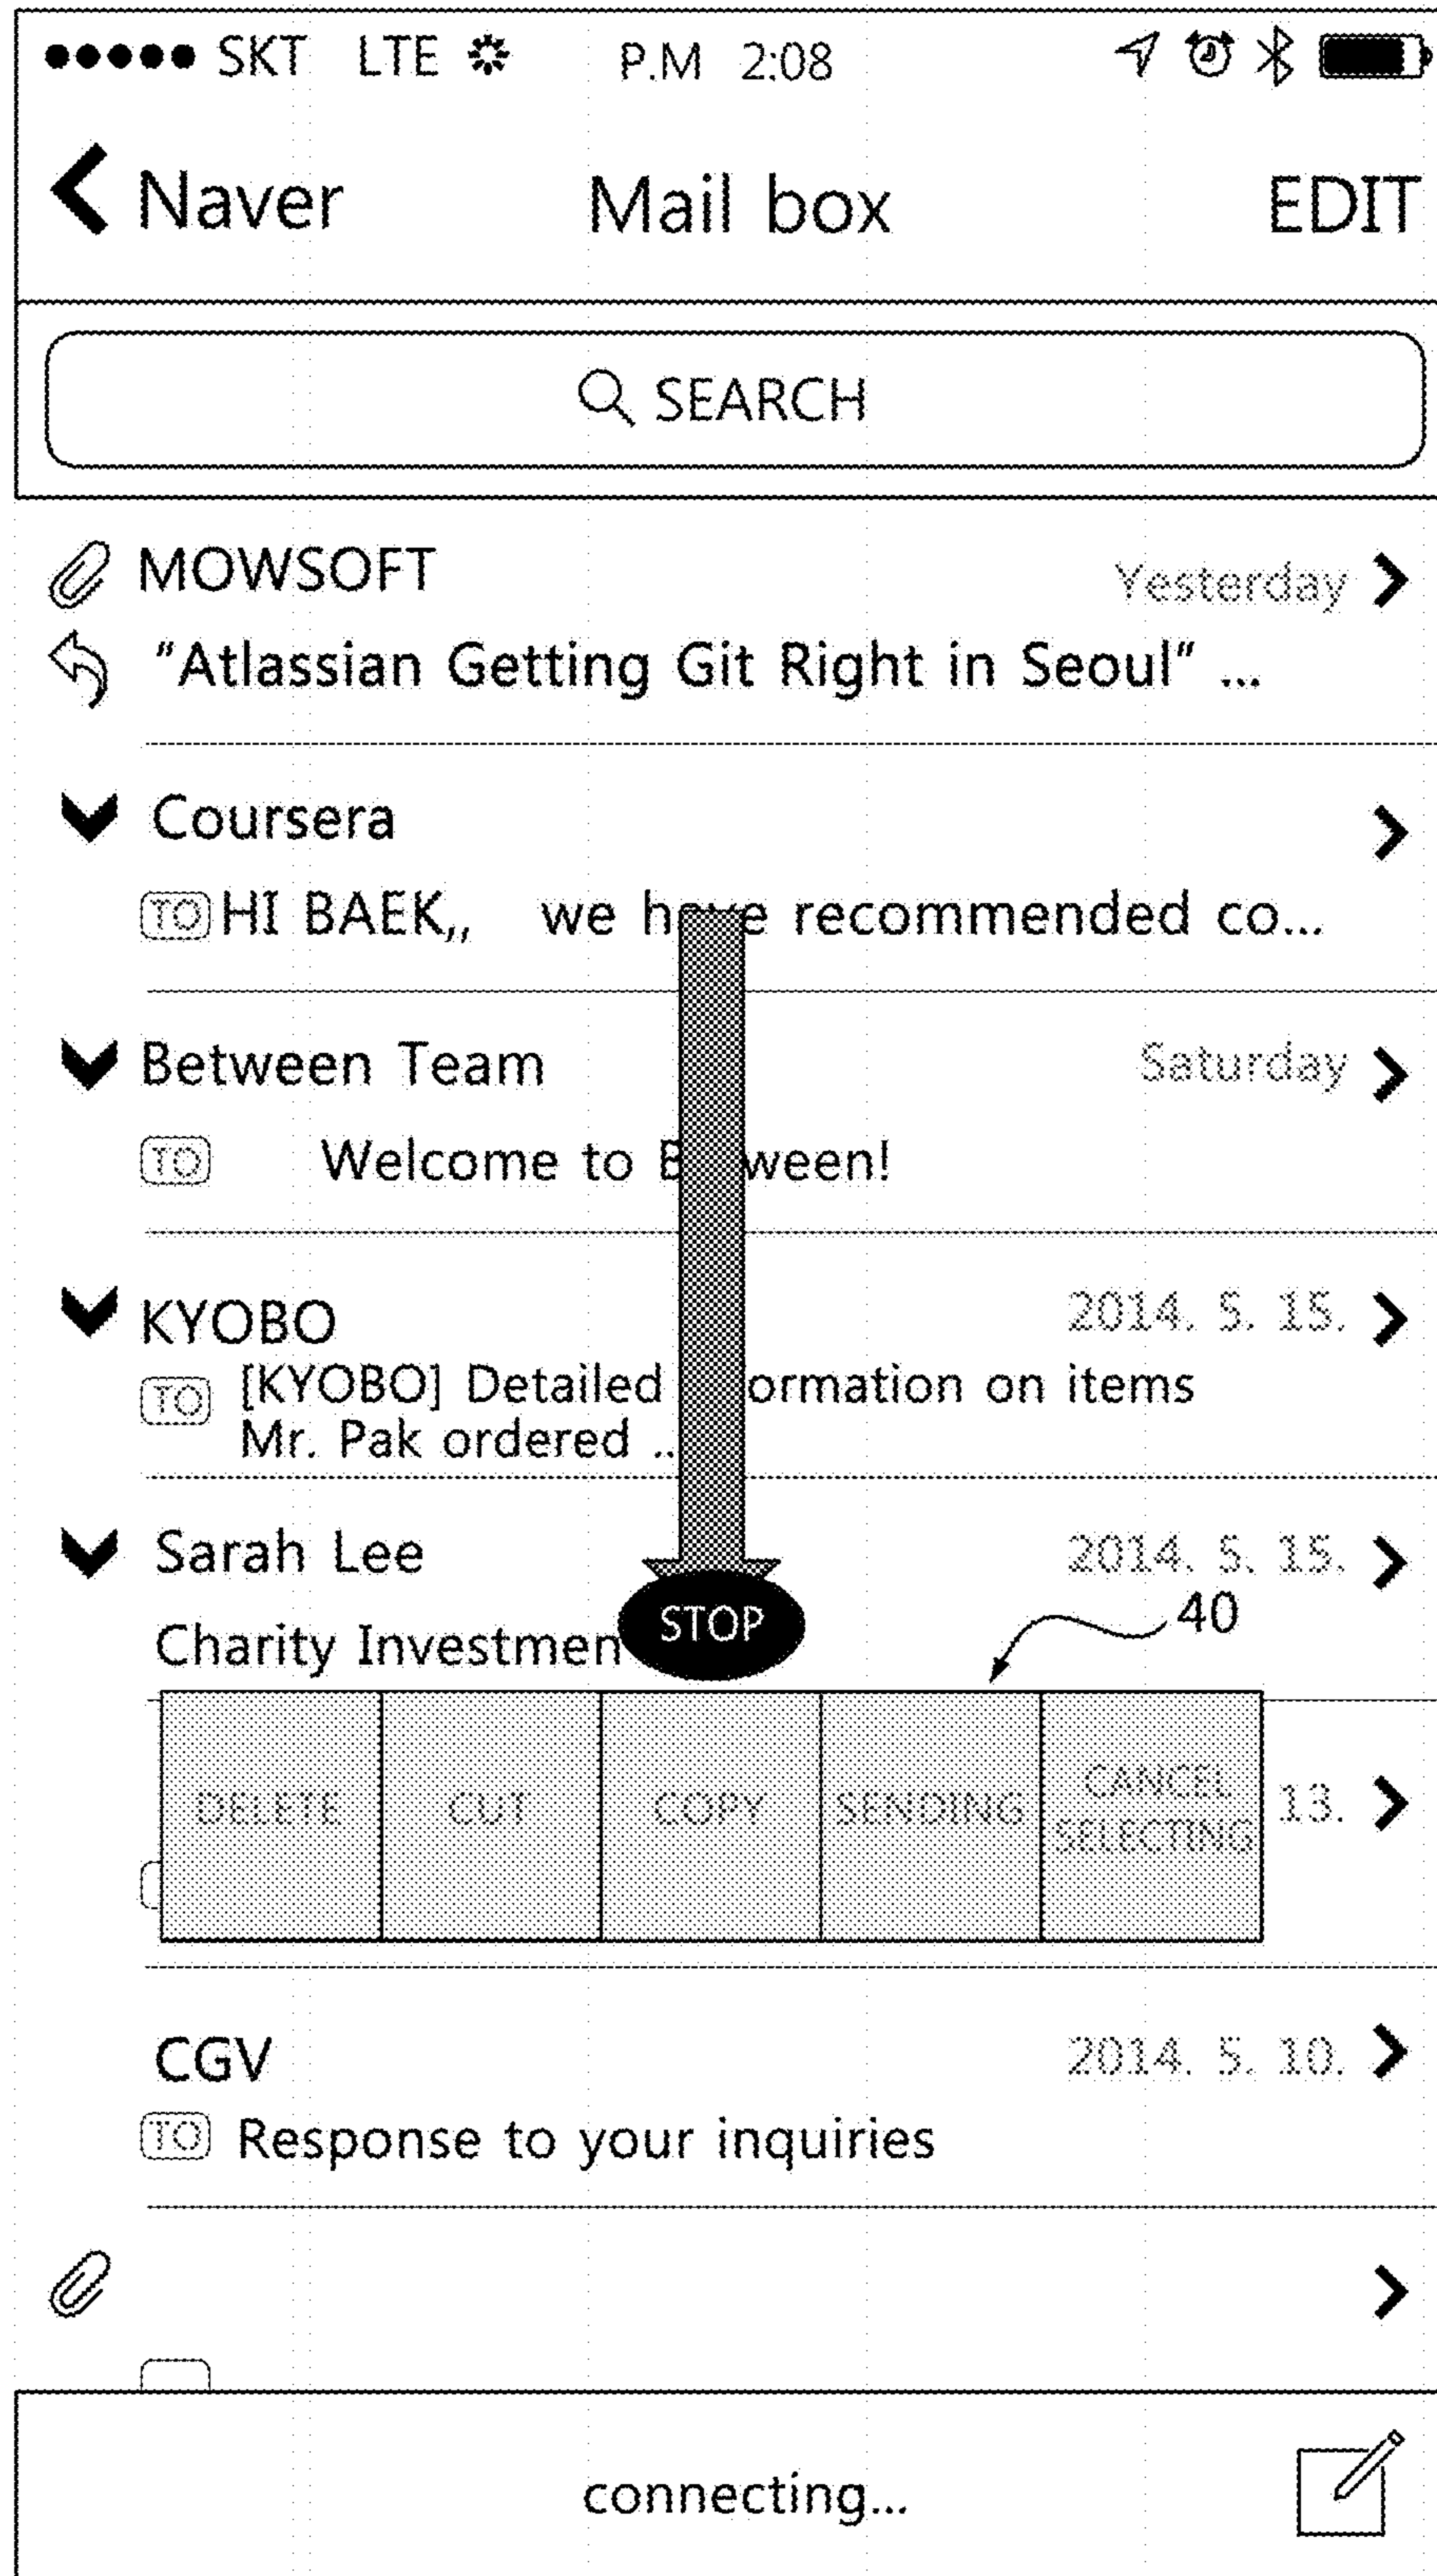 SKT LTE P.M 2:08
Naver Mail box EDIT
SEARCH
MOWSOFT Yesterday
"Atlassian Getting Git Right in Seoul" ...
Coursera
TO HI BAEK,, we have recommended co...
Between Team Saturday
TO Welcome to B ween!
KYOBO 2014. 5. 15.
TO [KYOBO] Detailed ormation on items
Mr. Pak ordered ..
Sarah Lee 2014. 5. 15.
STOP
40
Charity Investmen
DELETE CUT COPY SENDING CANCEL SELECTING 13.
CGV 2014. 5. 10.
TO Response to your inquiries
connecting...